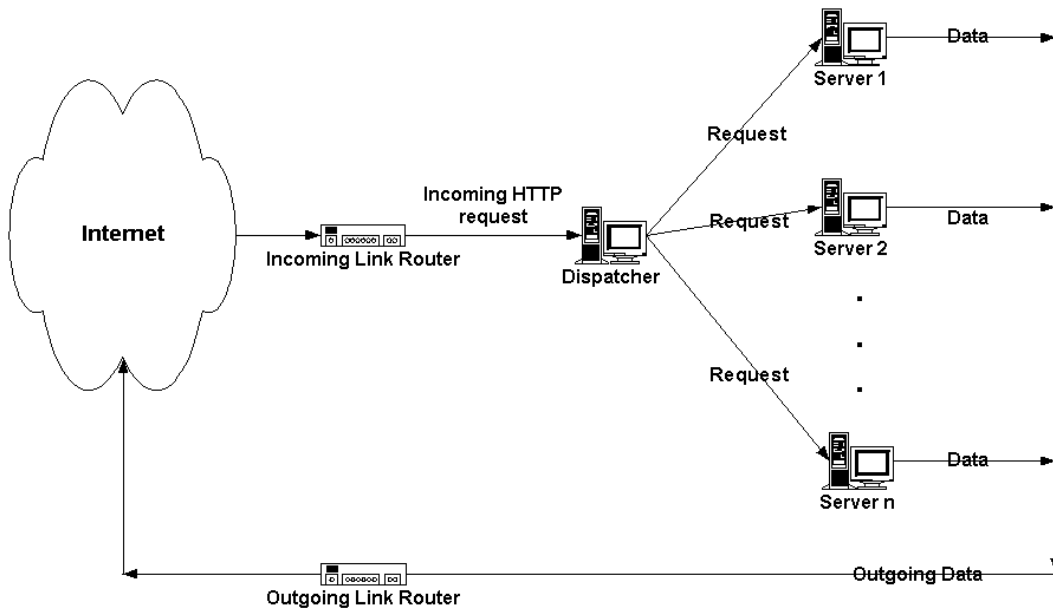 Data
Server 1
Request
Incoming HTTP
request
Internet
Incoming Link Router
Dispatcher
Request
Data
Server 2
Request
Data
Server n
Outgoing Data
Outgoing Link Router